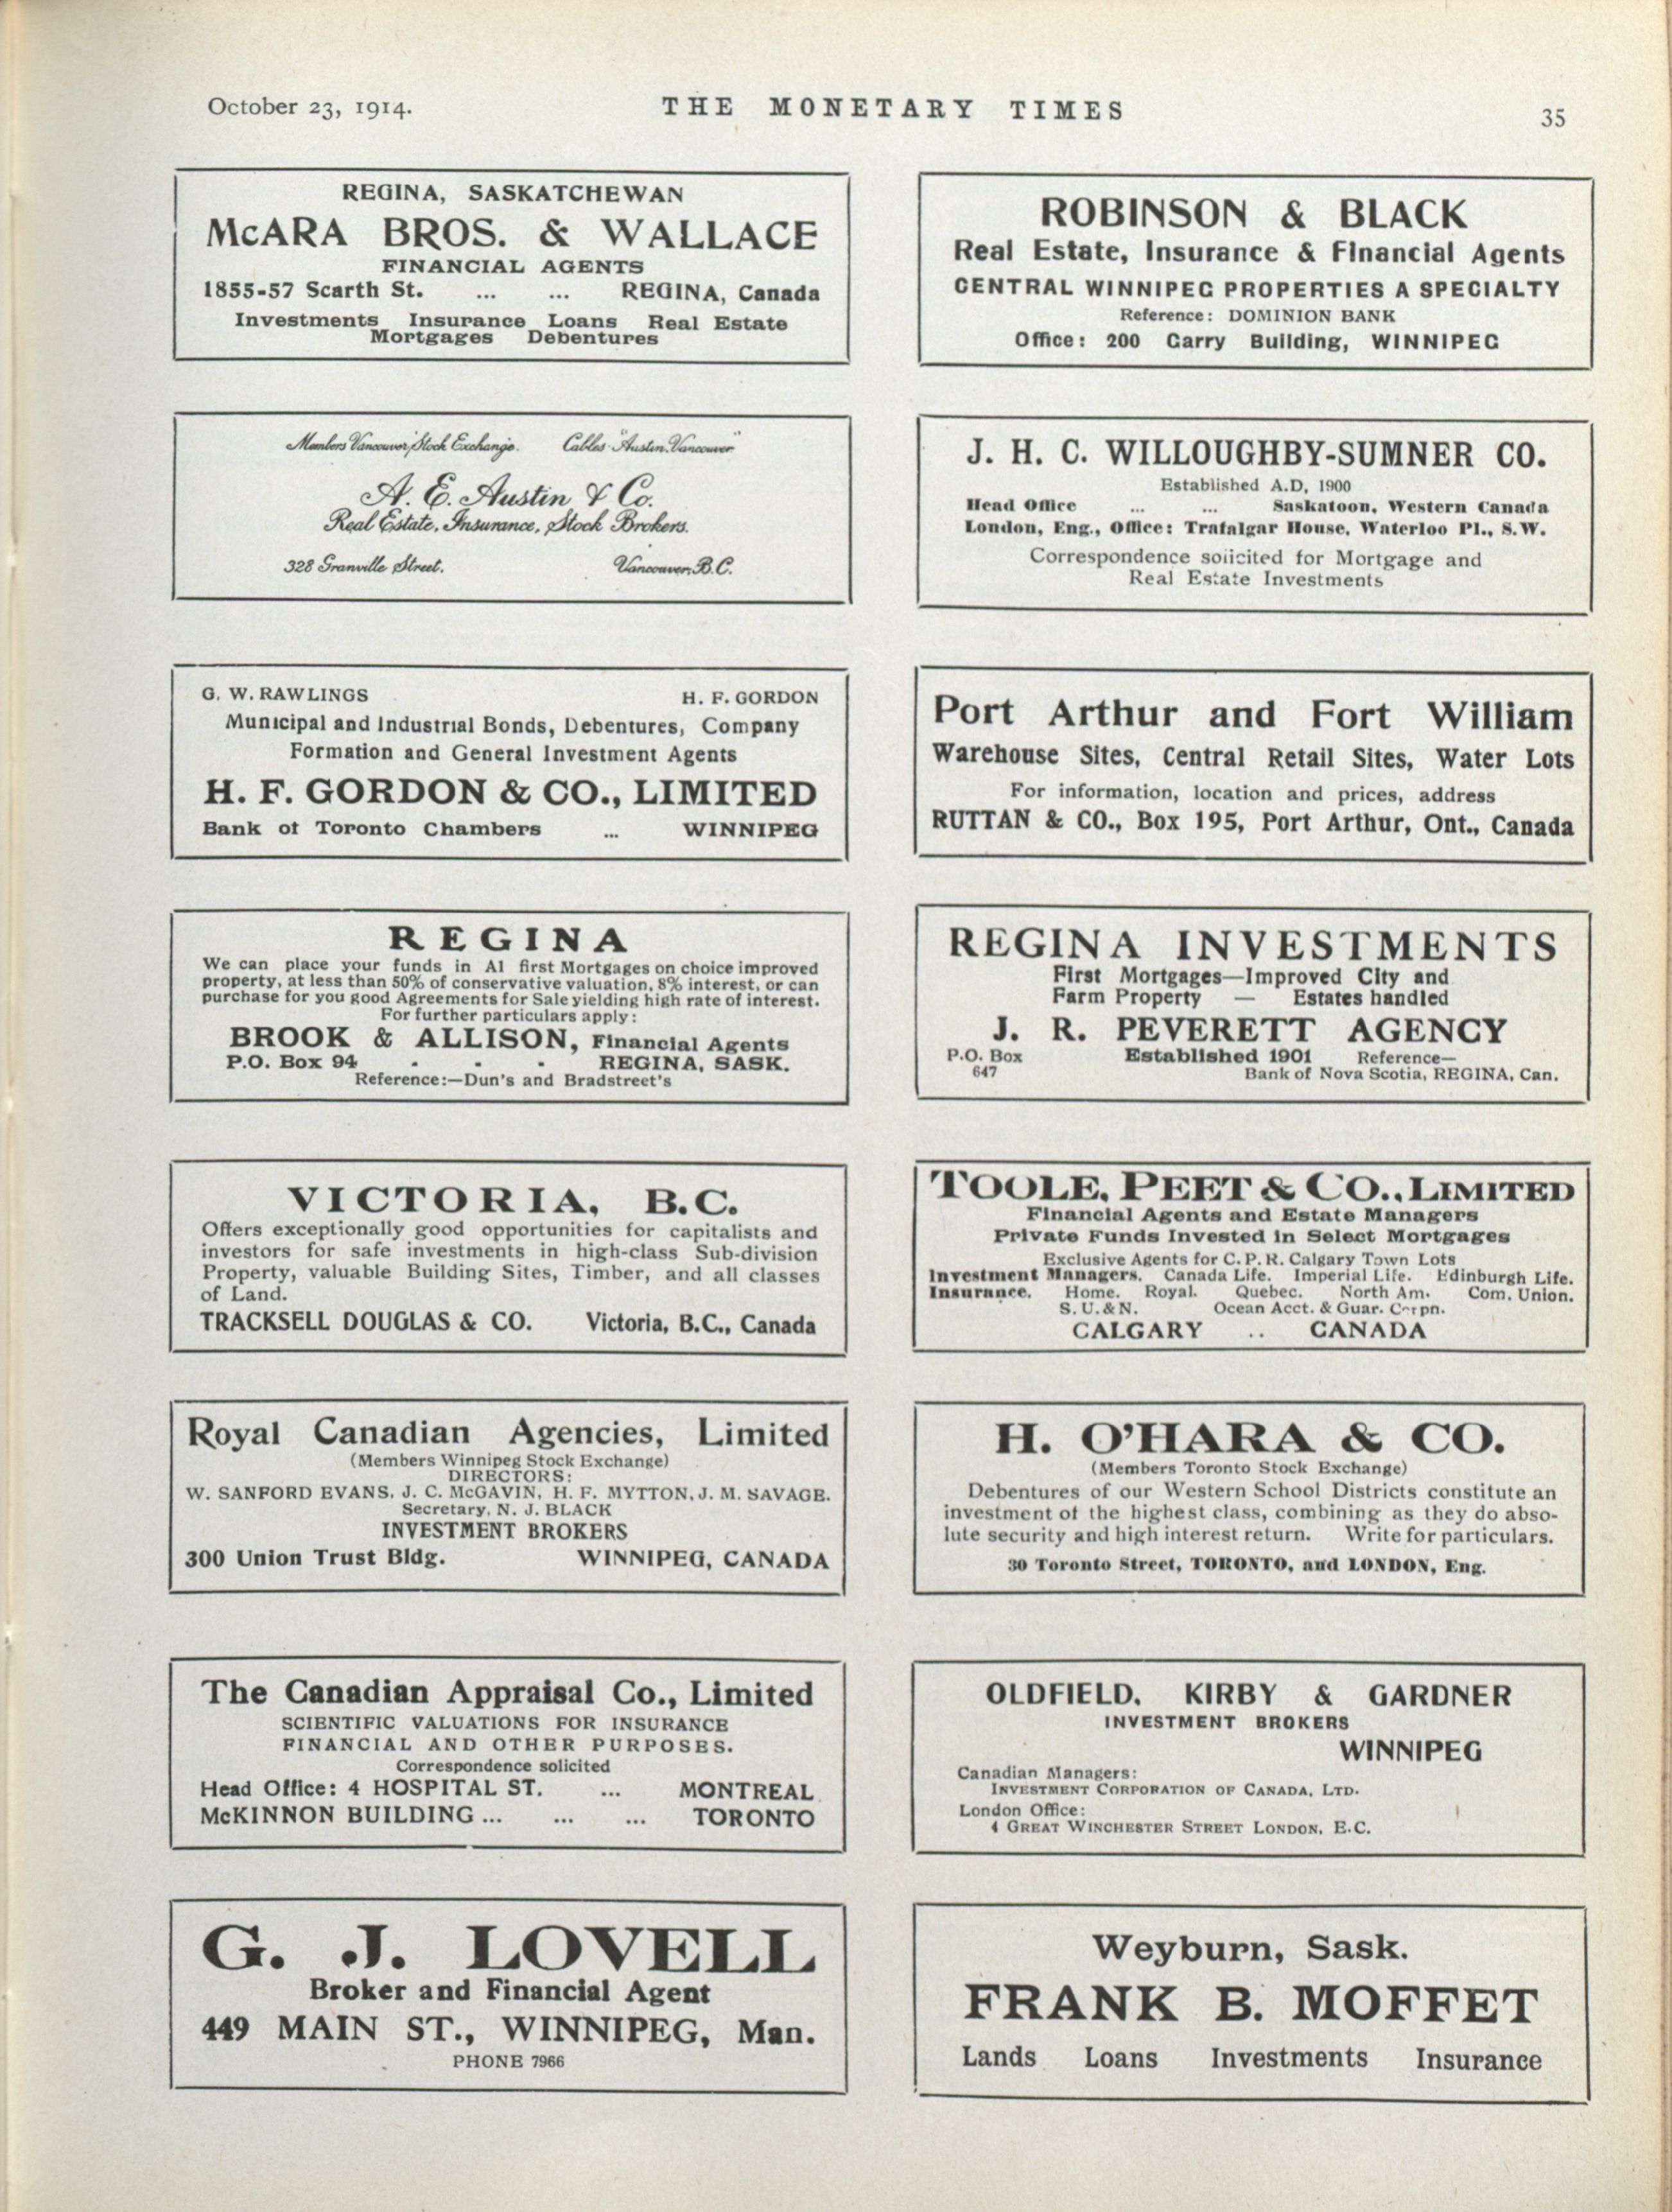 October 23, 1914.
THE MONETARY TIMES
35
REGINA, SASKATCHEWAN
McARA BROS. & WALLACE
FINANCIAL AGENTS
1855-57 Scarth St. ... ... REGINA, Canada
Investments Insurance Loans Real Estate
Mortgages Debentures
Members Vancouver Stock Exchange. Cables "Austin, Vancouver"
A. E. Austin & Co.
Real Estate, Insurance, Stock Brokers.
328 Granville Street. Vancouver, B.C.
G. W. RAWLINGS H. F. GORDON
Municipal and Industrial Bonds, Debentures, Company
Formation and General Investment Agents
H. F. GORDON & CO., LIMITED
Bank of Toronto Chambers ... WINNIPEG
REGINA
We can place your funds in A1 first Mortgages on choice improved
property, at less than 50% of conservative valuation, 8% interest, or can
purchase for you good Agreements for Sale yielding high rate of interest.
For further particulars apply:
BROOK & ALLISON, Financial Agents
P.O. Box 94 - - - REGINA, SASK.
Reference:—Dun's and Bradstreet's
VICTORIA, B.C.
Offers exceptionally good opportunities for capitalists and
investors for safe investments in high-class Sub-division
Property, valuable Building Sites, Timber, and all classes
of Land.
TRACKSELL DOUGLAS & CO. Victoria, B.C., Canada
Royal Canadian Agencies, Limited
(Members Winnipeg Stock Exchange)
DIRECTORS:
W. SANFORD EVANS, J. C. McGAVIN, H. F. MYTTON, J. M. SAVAGE.
Secretary, N. J. BLACK
INVESTMENT BROKERS
300 Union Trust Bldg. WINNIPEG, CANADA
The Canadian Appraisal Co., Limited
SCIENTIFIC VALUATIONS FOR INSURANCE
FINANCIAL AND OTHER PURPOSES.
Correspondence solicited
Head Office: 4 HOSPITAL ST. ... MONTREAL
McKINNON BUILDING ... ... ... TORONTO
G. J. LOVELL
Broker and Financial Agent
449 MAIN ST., WINNIPEG, Man.
PHONE 7966
ROBINSON & BLACK
Real Estate, Insurance & Financial Agents
CENTRAL WINNIPEG PROPERTIES A SPECIALTY
Reference: DOMINION BANK
Office: 200 Garry Building, WINNIPEG
J. H. C. WILLOUGHBY-SUMNER CO.
Established A.D, 1900
Head Office ... ... Saskatoon, Western Canada
London, Eng., Office: Trafalgar House, Waterloo Pl., S.W.
Correspondence solicited for Mortgage and
Real Estate Investments
Port Arthur and Fort William
Warehouse Sites, Central Retail Sites, Water Lots
For information, location and prices, address
RUTTAN & CO., Box 195, Port Arthur, Ont., Canada
REGINA INVESTMENTS
First Mortgages—Improved City and
Farm Property — Estates handled
J. R. PEVERETT AGENCY
P.O. Box Established 1901 Reference—
647 Bank of Nova Scotia, REGINA, Can.
TOOLE, PEET & CO., LIMITED
Financial Agents and Estate Managers
Private Funds Invested in Select Mortgages
Exclusive Agents for C. P. R. Calgary Town Lots
Investment Managers. Canada Life. Imperial Life. Edinburgh Life.
Insurance. Home. Royal. Quebec. North Am. Com. Union.
S. U. & N. Ocean Acct. & Guar. Corpn.
CALGARY .. CANADA
H. O'HARA & CO.
(Members Toronto Stock Exchange)
Debentures of our Western School Districts constitute an
investment of the highest class, combining as they do abso-
lute security and high interest return. Write for particulars.
30 Toronto Street, TORONTO, and LONDON, Eng.
OLDFIELD, KIRBY & GARDNER
INVESTMENT BROKERS
WINNIPEG
Canadian Managers:
INVESTMENT CORPORATION OF CANADA, LTD.
London Office:
4 GREAT WINCHESTER STREET LONDON, E.C.
Weyburn, Sask.
FRANK B. MOFFET
Lands Loans Investments Insurance